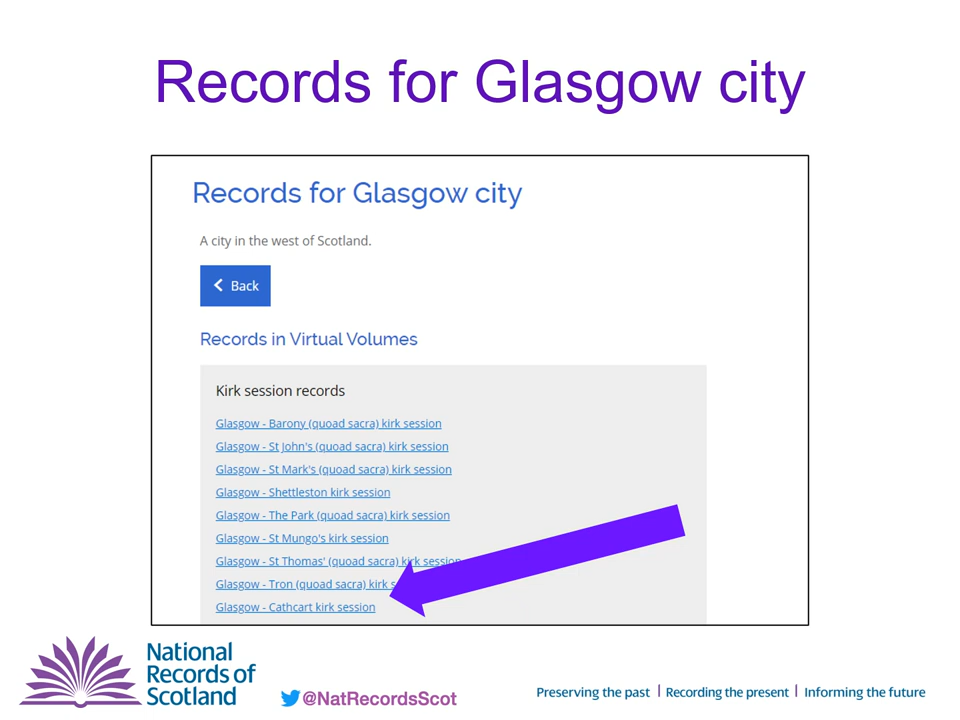 Records for Glasgow city
Records for Glasgow city
A city in the west of Scotland.
Back
Records in Virtual Volumes
Kirk session records
Glasgow - Barony (quoad sacra) kirk session
Glasgow - St John's (quoad sacra) kirk session
Glasgow - St Mark's (quoad sacra) kirk session
Glasgow - Shettleston kirk session
Glasgow - The Park (quoad sacra) kirk session
Glasgow - St Mungo's kirk session
Glasgow - St Thomas' (quoad sacra) kirk session
Glasgow - Tron (quoad sacra) kirk s
Glasgow - Cathcart kirk session
National
Records of
Scotland
@NatRecordsScot
Preserving the past | Recording the present | Informing the future